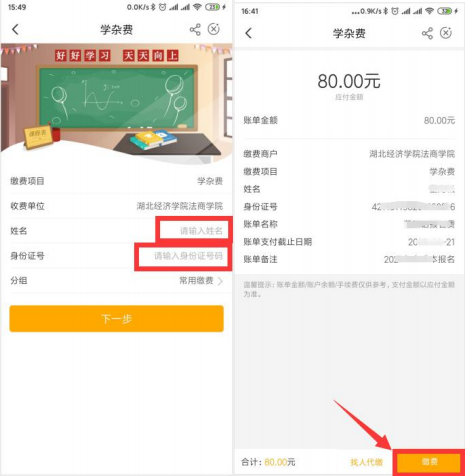 15:49
0.0K/s
学杂费
好好学习 天天向上
缴费项目 学杂费
收费单位 湖北经济学院法商学院
姓名 请输入姓名
身份证号 请输入身份证号码
分组 常用缴费 >
下一步
16:41
...0.9K/s
学杂费
80.00元
应付金额
账单金额 80.00元
缴费商户 湖北经济学院法商学院
缴费项目 学杂费
姓名
身份证号 42 6
账单名称 费
账单支付截止日期 20 -21
账单备注 202 本报名
温馨提示：账单金额/账户余额/手续费仅供参考，支付金额以应付金额为准。
合计：80.00元 找人代缴 缴费